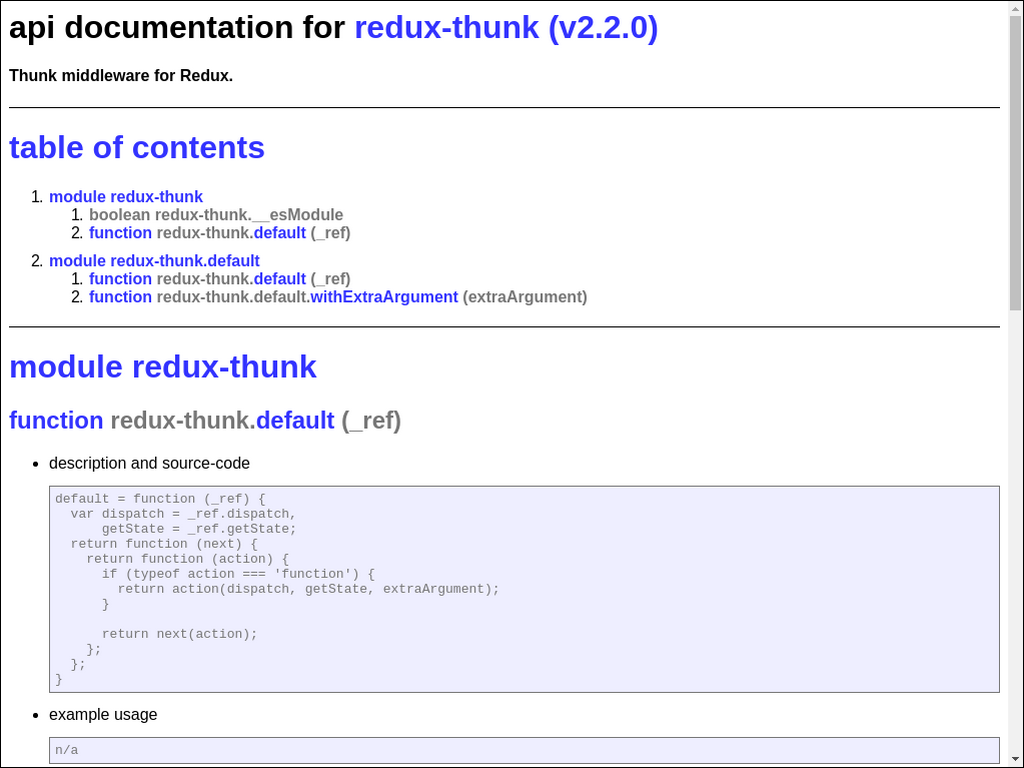 api documentation for redux-thunk (v2.2.0)
Thunk middleware for Redux.
table of contents
1. module redux-thunk
1. boolean redux-thunk.__esModule
2. function redux-thunk.default (_ref)
2. module redux-thunk.default
1. function redux-thunk.default (_ref)
2. function redux-thunk.default.withExtraArgument (extraArgument)
module redux-thunk
function redux-thunk.default (_ref)
• description and source-code
default = function (_ref) {
  var dispatch = _ref.dispatch,
      getState = _ref.getState;
  return function (next) {
    return function (action) {
      if (typeof action === 'function') {
        return action(dispatch, getState, extraArgument);
      }

      return next(action);
    };
  };
}
• example usage
n/a